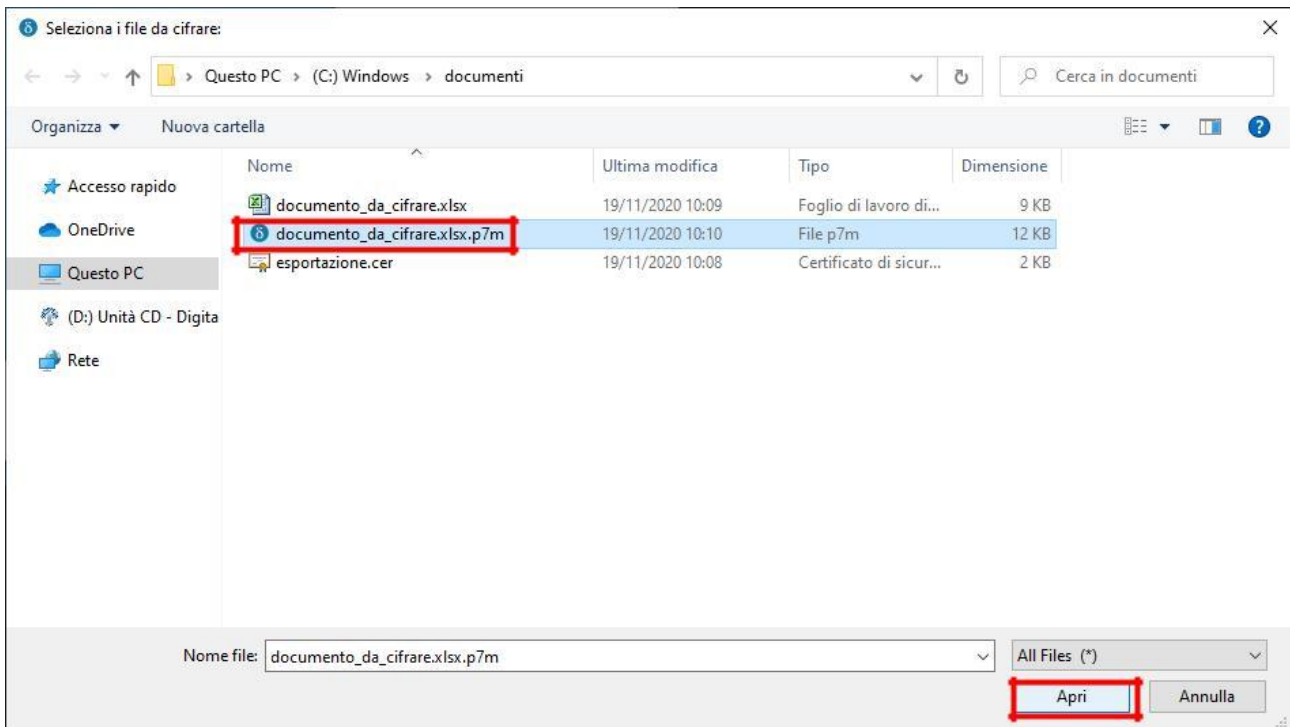 Seleziona i file da cifrare:
Questo PC > (C:) Windows > documenti
Cerca in documenti
Organizza
Nuova cartella
Nome Ultima modifica Tipo Dimensione
Accesso rapido
OneDrive
Questo PC
(D:) Unità CD - Digita
Rete
documento_da_cifrare.xlsx 19/11/2020 10:09 Foglio di lavoro di... 9 KB
documento_da_cifrare.xlsx.p7m 19/11/2020 10:10 File p7m 12 KB
esportazione.cer 19/11/2020 10:08 Certificato di sicur... 2 KB
Nome file: documento_da_cifrare.xlsx.p7m All Files (*)
Apri Annulla